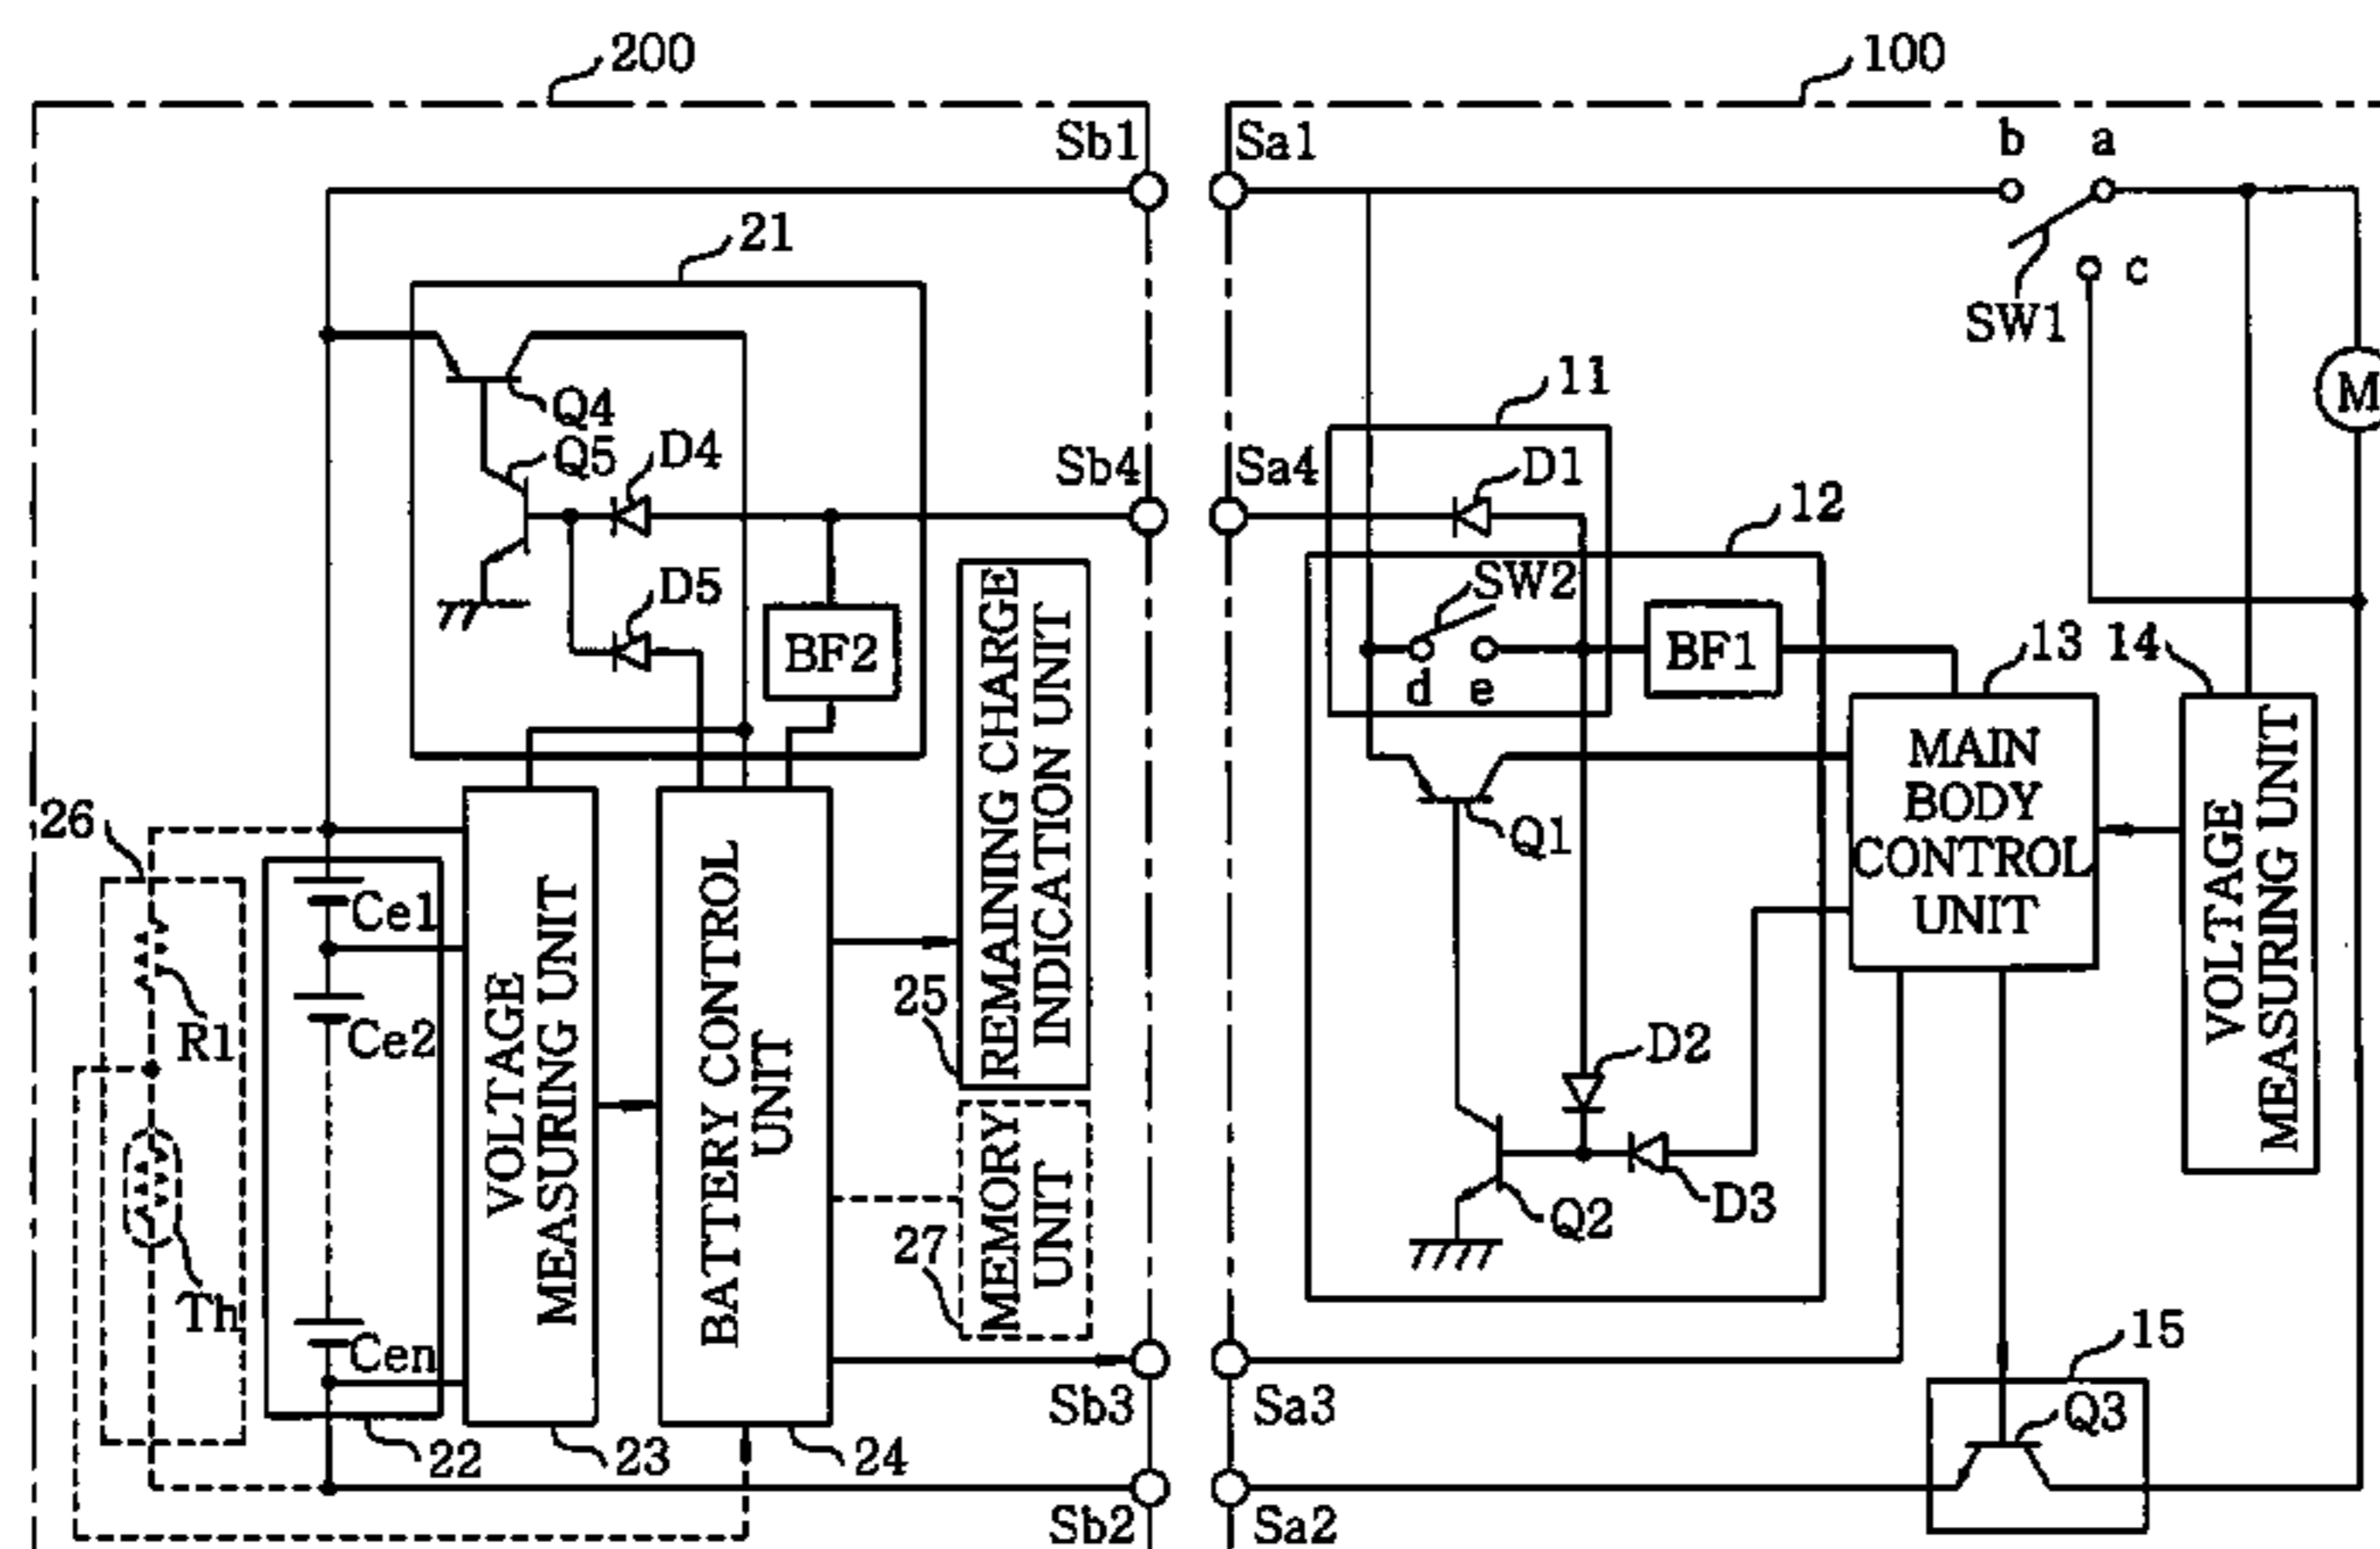 200
100
Sb1
Sa1
b
a
c
SW1
21
M
11
Q4
Q5
D4
Sb4
Sa4
D1
12
D5
SW2
BF2
BF1
d
e
13
14
REMAINING CHARGE
INDICATION UNIT
MAIN
BODY
CONTROL
UNIT
VOLTAGE
MEASURING UNIT
26
Q1
Ce1
R1
Ce2
VOLTAGE
MEASURING UNIT
BATTERY CONTROL
UNIT
25
D2
MEMORY
UNIT
27
Q2
D3
Th
Cen
15
Sb3
Sa3
Q3
22
23
24
Sb2
Sa2